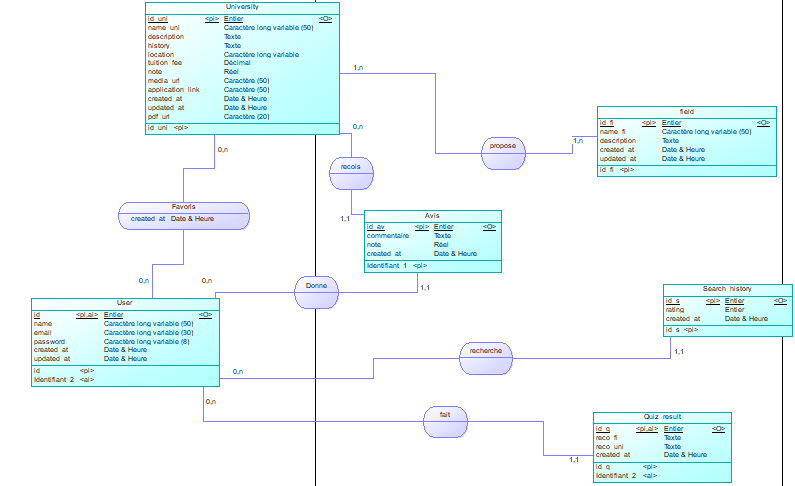 University
id_uni <pi> Entier <O>
name_uni Caractère long variable (50)
description Texte
history Texte
location Caractère long variable
tuition_fee Décimal
note Réel
media_url Caractère (50)
application_link Caractère (50)
created_at Date & Heure
updated_at Date & Heure
pdf_url Caractère (20)
id_uni <pi>
1,n
0,n
0,n
propose
1,n
field
id_fi <pi> Entier <O>
name_fi Caractère long variable (50)
description Texte
created_at Date & Heure
updated_at Date & Heure
id_fi <pi>
recois
1,1
Favoris
created_at Date & Heure
Avis
id_av <pi> Entier <O>
commentaire Texte
note Réel
created_at Date & Heure
Identifiant_1 <pi>
0,n
0,n
Donne
1,1
User
id <pi,ai> Entier <O>
name Caractère long variable (50)
email Caractère long variable (30)
password Caractère long variable (8)
created_at Date & Heure
updated_at Date & Heure
id <pi>
Identifiant_2 <ai>
Search_history
id_s <pi> Entier <O>
rating Entier
created_at Date & Heure
id_s <pi>
0,n
recherche
1,1
0,n
fait
1,1
Quiz_result
id_q <pi,ai> Entier <O>
reco_fi Texte
reco_uni Texte
created_at Date & Heure
id_q <pi>
Identifiant_2 <ai>